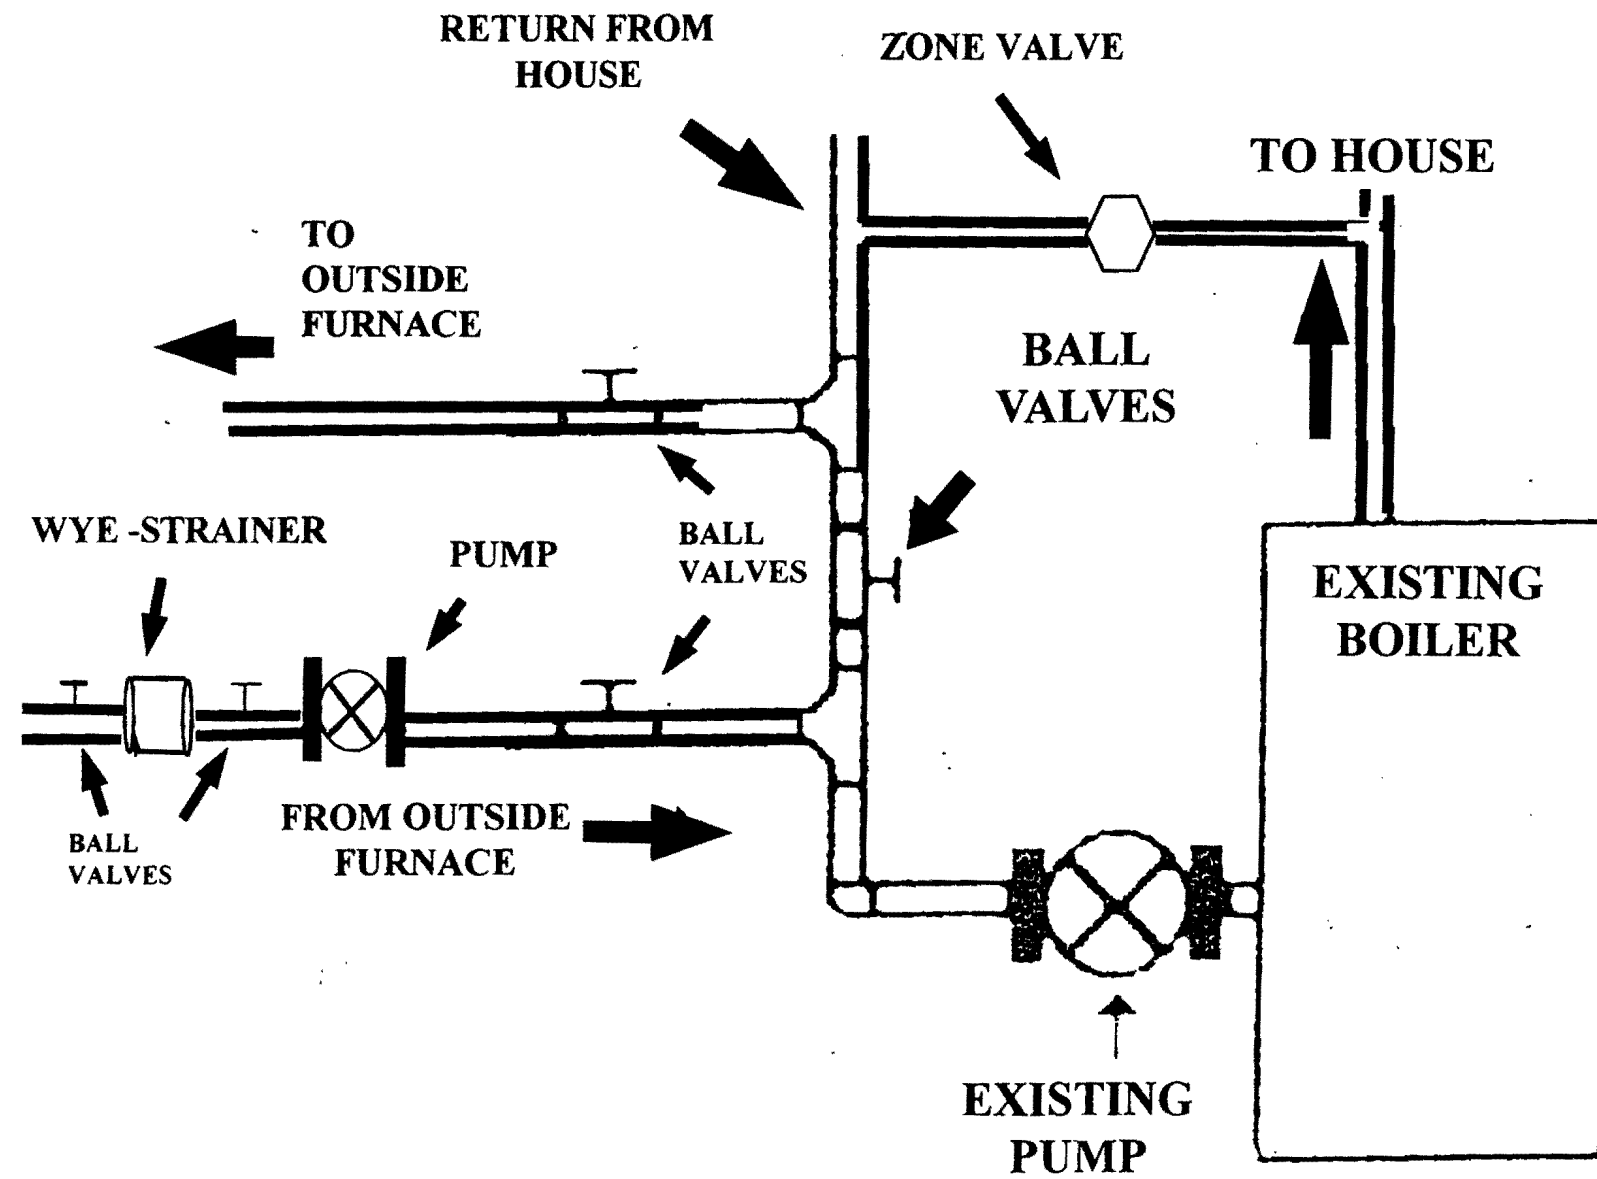 RETURN FROM
HOUSE
ZONE VALVE
TO HOUSE
TO
OUTSIDE
FURNACE
BALL
VALVES
WYE -STRAINER
PUMP
BALL
VALVES
EXISTING
BOILER
FROM OUTSIDE
FURNACE
BALL
VALVES
EXISTING
PUMP